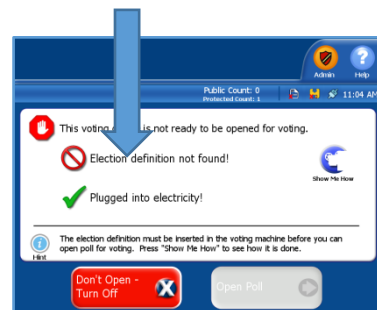 Admin Help
Public Count: 0
Protected Count: 1
11:04 AM
This voting is not ready to be opened for voting.
Election definition not found!
Show Me How
Plugged into electricity!
The election definition must be inserted in the voting machine before you can
open poll for voting. Press "Show Me How" to see how it is done.
Hint
Don't Open -
Turn Off
Open Poll